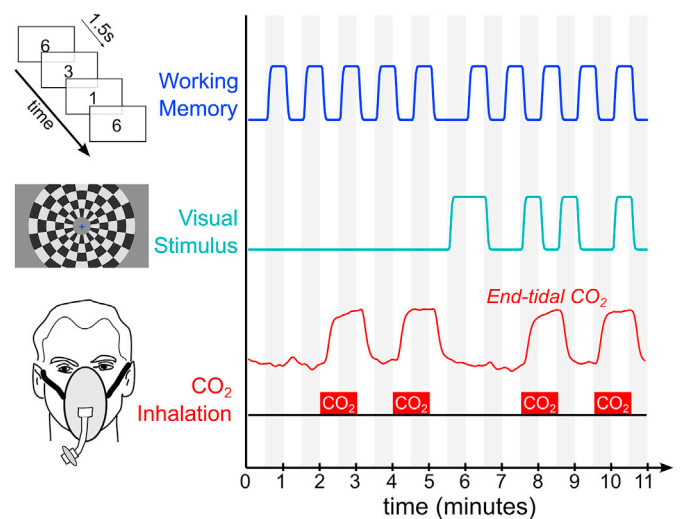 1.5s
6
3
1
6
time
Working
Memory
Visual
Stimulus
End-tidal CO₂
CO₂
Inhalation
CO₂ CO₂ CO₂ CO₂
0 1 2 3 4 5 6 7 8 9 10 11
time (minutes)